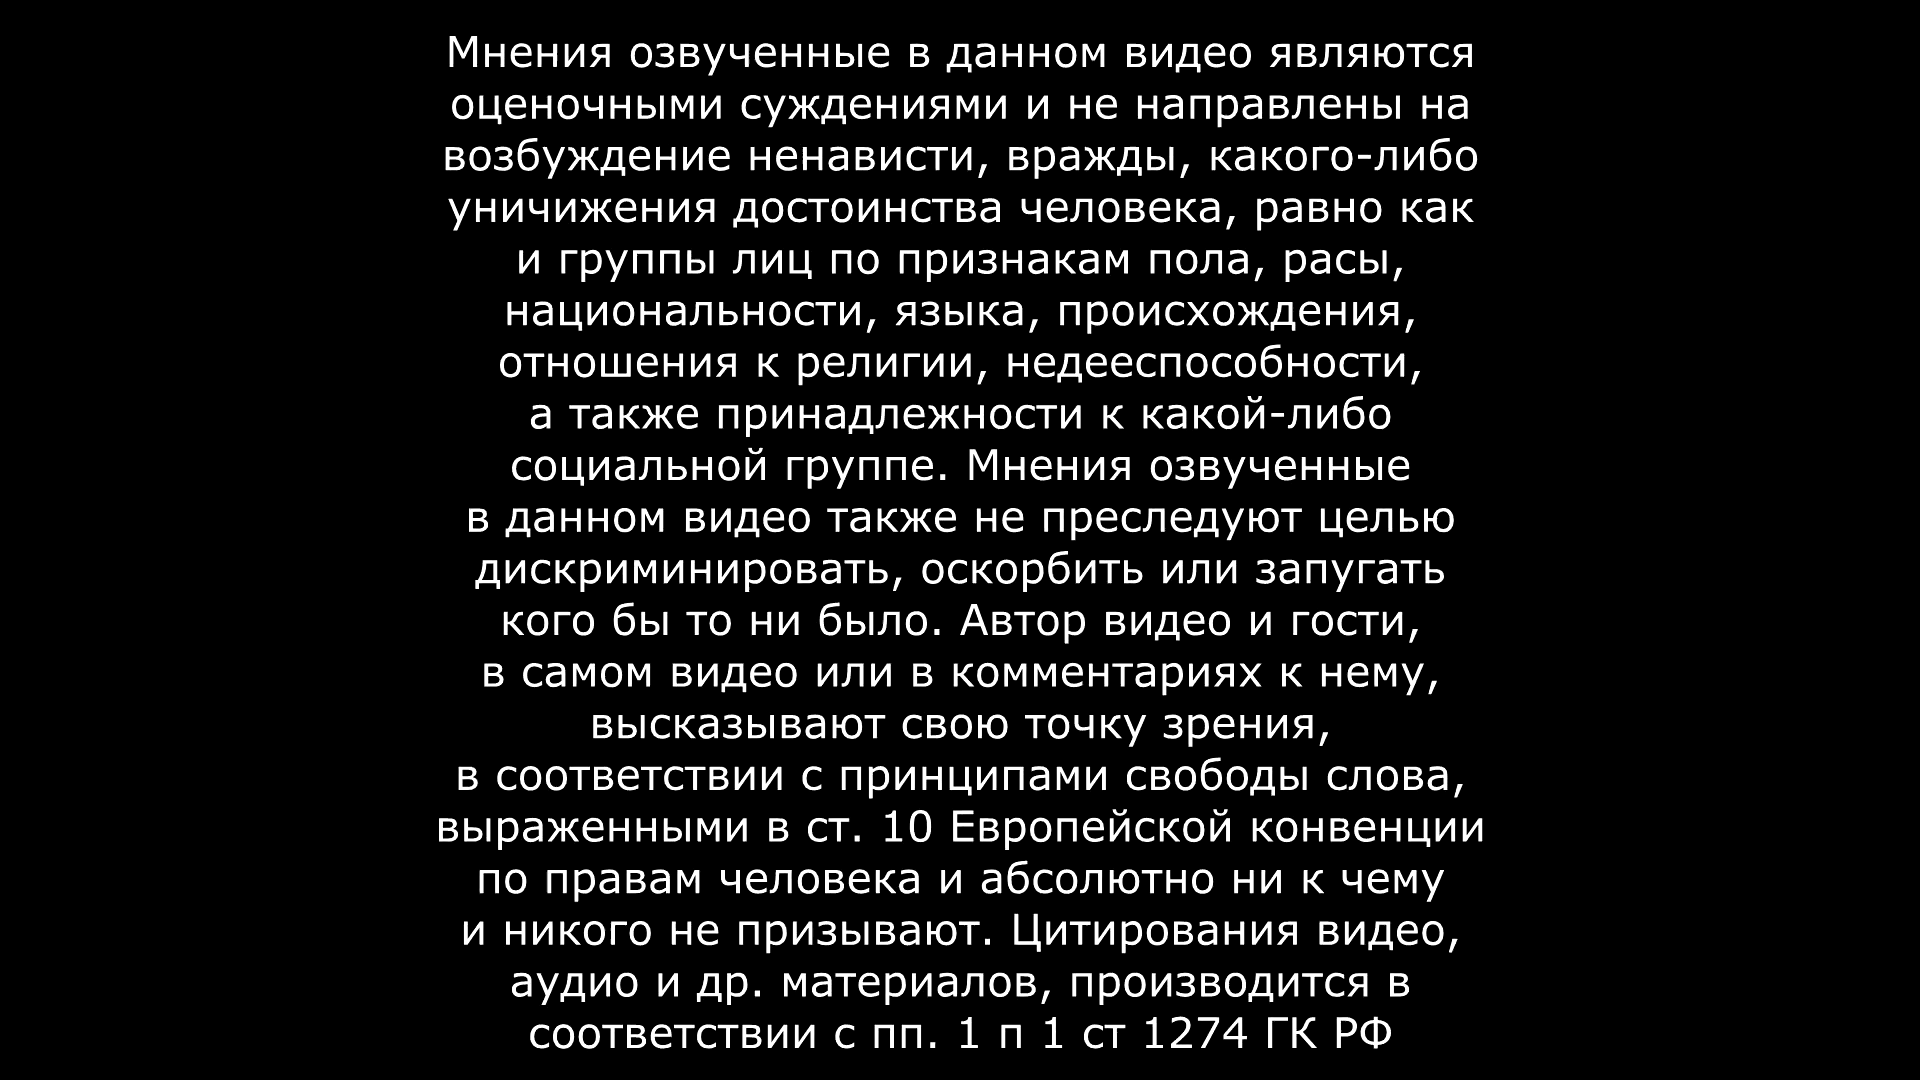 Мнения озвученные в данном видео являются
оценочными суждениями и не направлены на
возбуждение ненависти, вражды, какого-либо
уничижения достоинства человека, равно как
и группы лиц по признакам пола, расы,
национальности, языка, происхождения,
отношения к религии, недееспособности,
а также принадлежности к какой-либо
социальной группе. Мнения озвученные
в данном видео также не преследуют целью
дискриминировать, оскорбить или запугать
кого бы то ни было. Автор видео и гости,
в самом видео или в комментариях к нему,
высказывают свою точку зрения,
в соответствии с принципами свободы слова,
выраженными в ст. 10 Европейской конвенции
по правам человека и абсолютно ни к чему
и никого не призывают. Цитирования видео,
аудио и др. материалов, производится в
соответствии с пп. 1 п 1 ст 1274 ГК РФ